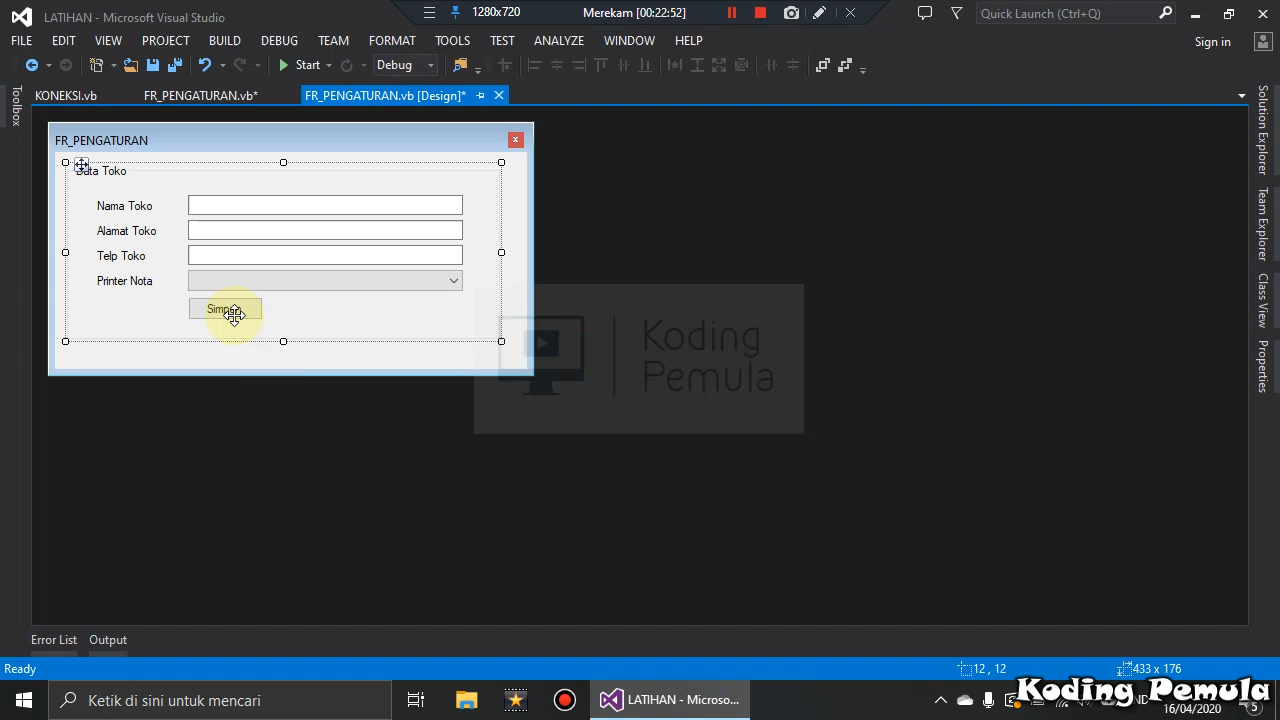 LATIHAN - Microsoft Visual Studio
1280x720
Merekam [00:22:52]
Quick Launch (Ctrl+Q)
FILE EDIT VIEW PROJECT BUILD DEBUG TEAM FORMAT TOOLS TEST ANALYZE WINDOW HELP
Sign in
Start
Debug
KONEKSI.vb
FR_PENGATURAN.vb*
FR_PENGATURAN.vb [Design]*
Toolbox
Solution Explorer
Team Explorer
Class View
Properties
FR_PENGATURAN
Data Toko
Nama Toko
Alamat Toko
Telp Toko
Printer Nota
Koding
Pemula
Error List
Output
Ready
12 , 12
433 x 176
Ketik di sini untuk mencari
LATIHAN - Microso...
Koding Pemula
16/04/2020
5